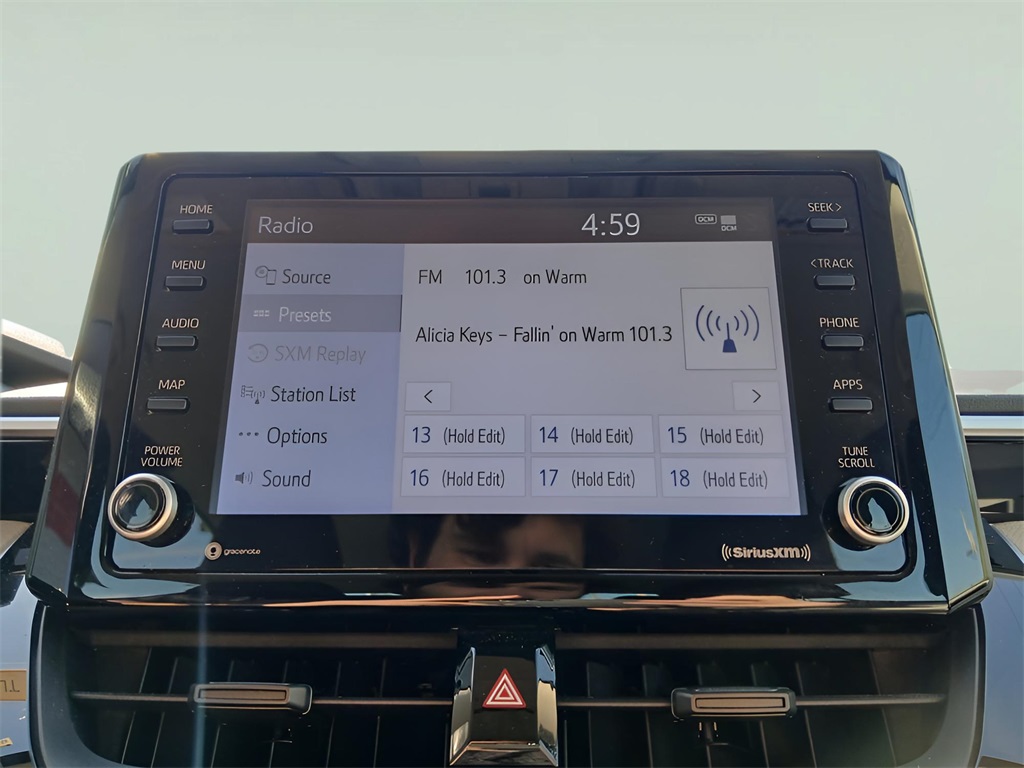 HOME
MENU
AUDIO
MAP
POWER
VOLUME
gracenote
Radio 4:59 DCM DCM
Source
Presets
SXM Replay
Station List
Options
Sound
FM 101.3 on Warm
Alicia Keys – Fallin' on Warm 101.3
< >
13 (Hold Edit) 14 (Hold Edit) 15 (Hold Edit)
16 (Hold Edit) 17 (Hold Edit) 18 (Hold Edit)
SEEK >
< TRACK
PHONE
APPS
TUNE
SCROLL
((SiriusXM))